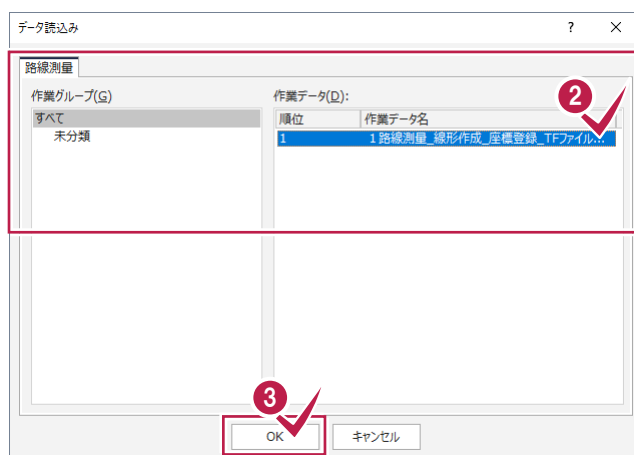 データ読込み ? ×
路線測量
作業グループ(G)
すべて
未分類
作業データ(D):
順位 作業データ名
1 1 路線測量_線形作成_座標登録_TFファイル...
2
3
OK キャンセル